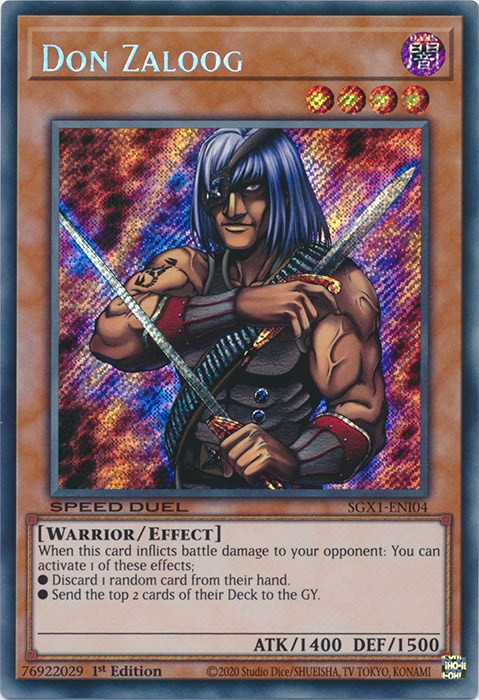 DON ZALOOG
闇
SPEED DUEL
SGX1-ENI04
[WARRIOR/EFFECT]
When this card inflicts battle damage to your opponent: You can
activate 1 of these effects;
● Discard 1 random card from their hand.
● Send the top 2 cards of their Deck to the GY.
ATK/1400 DEF/1500
76922029 1st Edition ©2020 Studio Dice/SHUEISHA, TV TOKYO, KONAMI